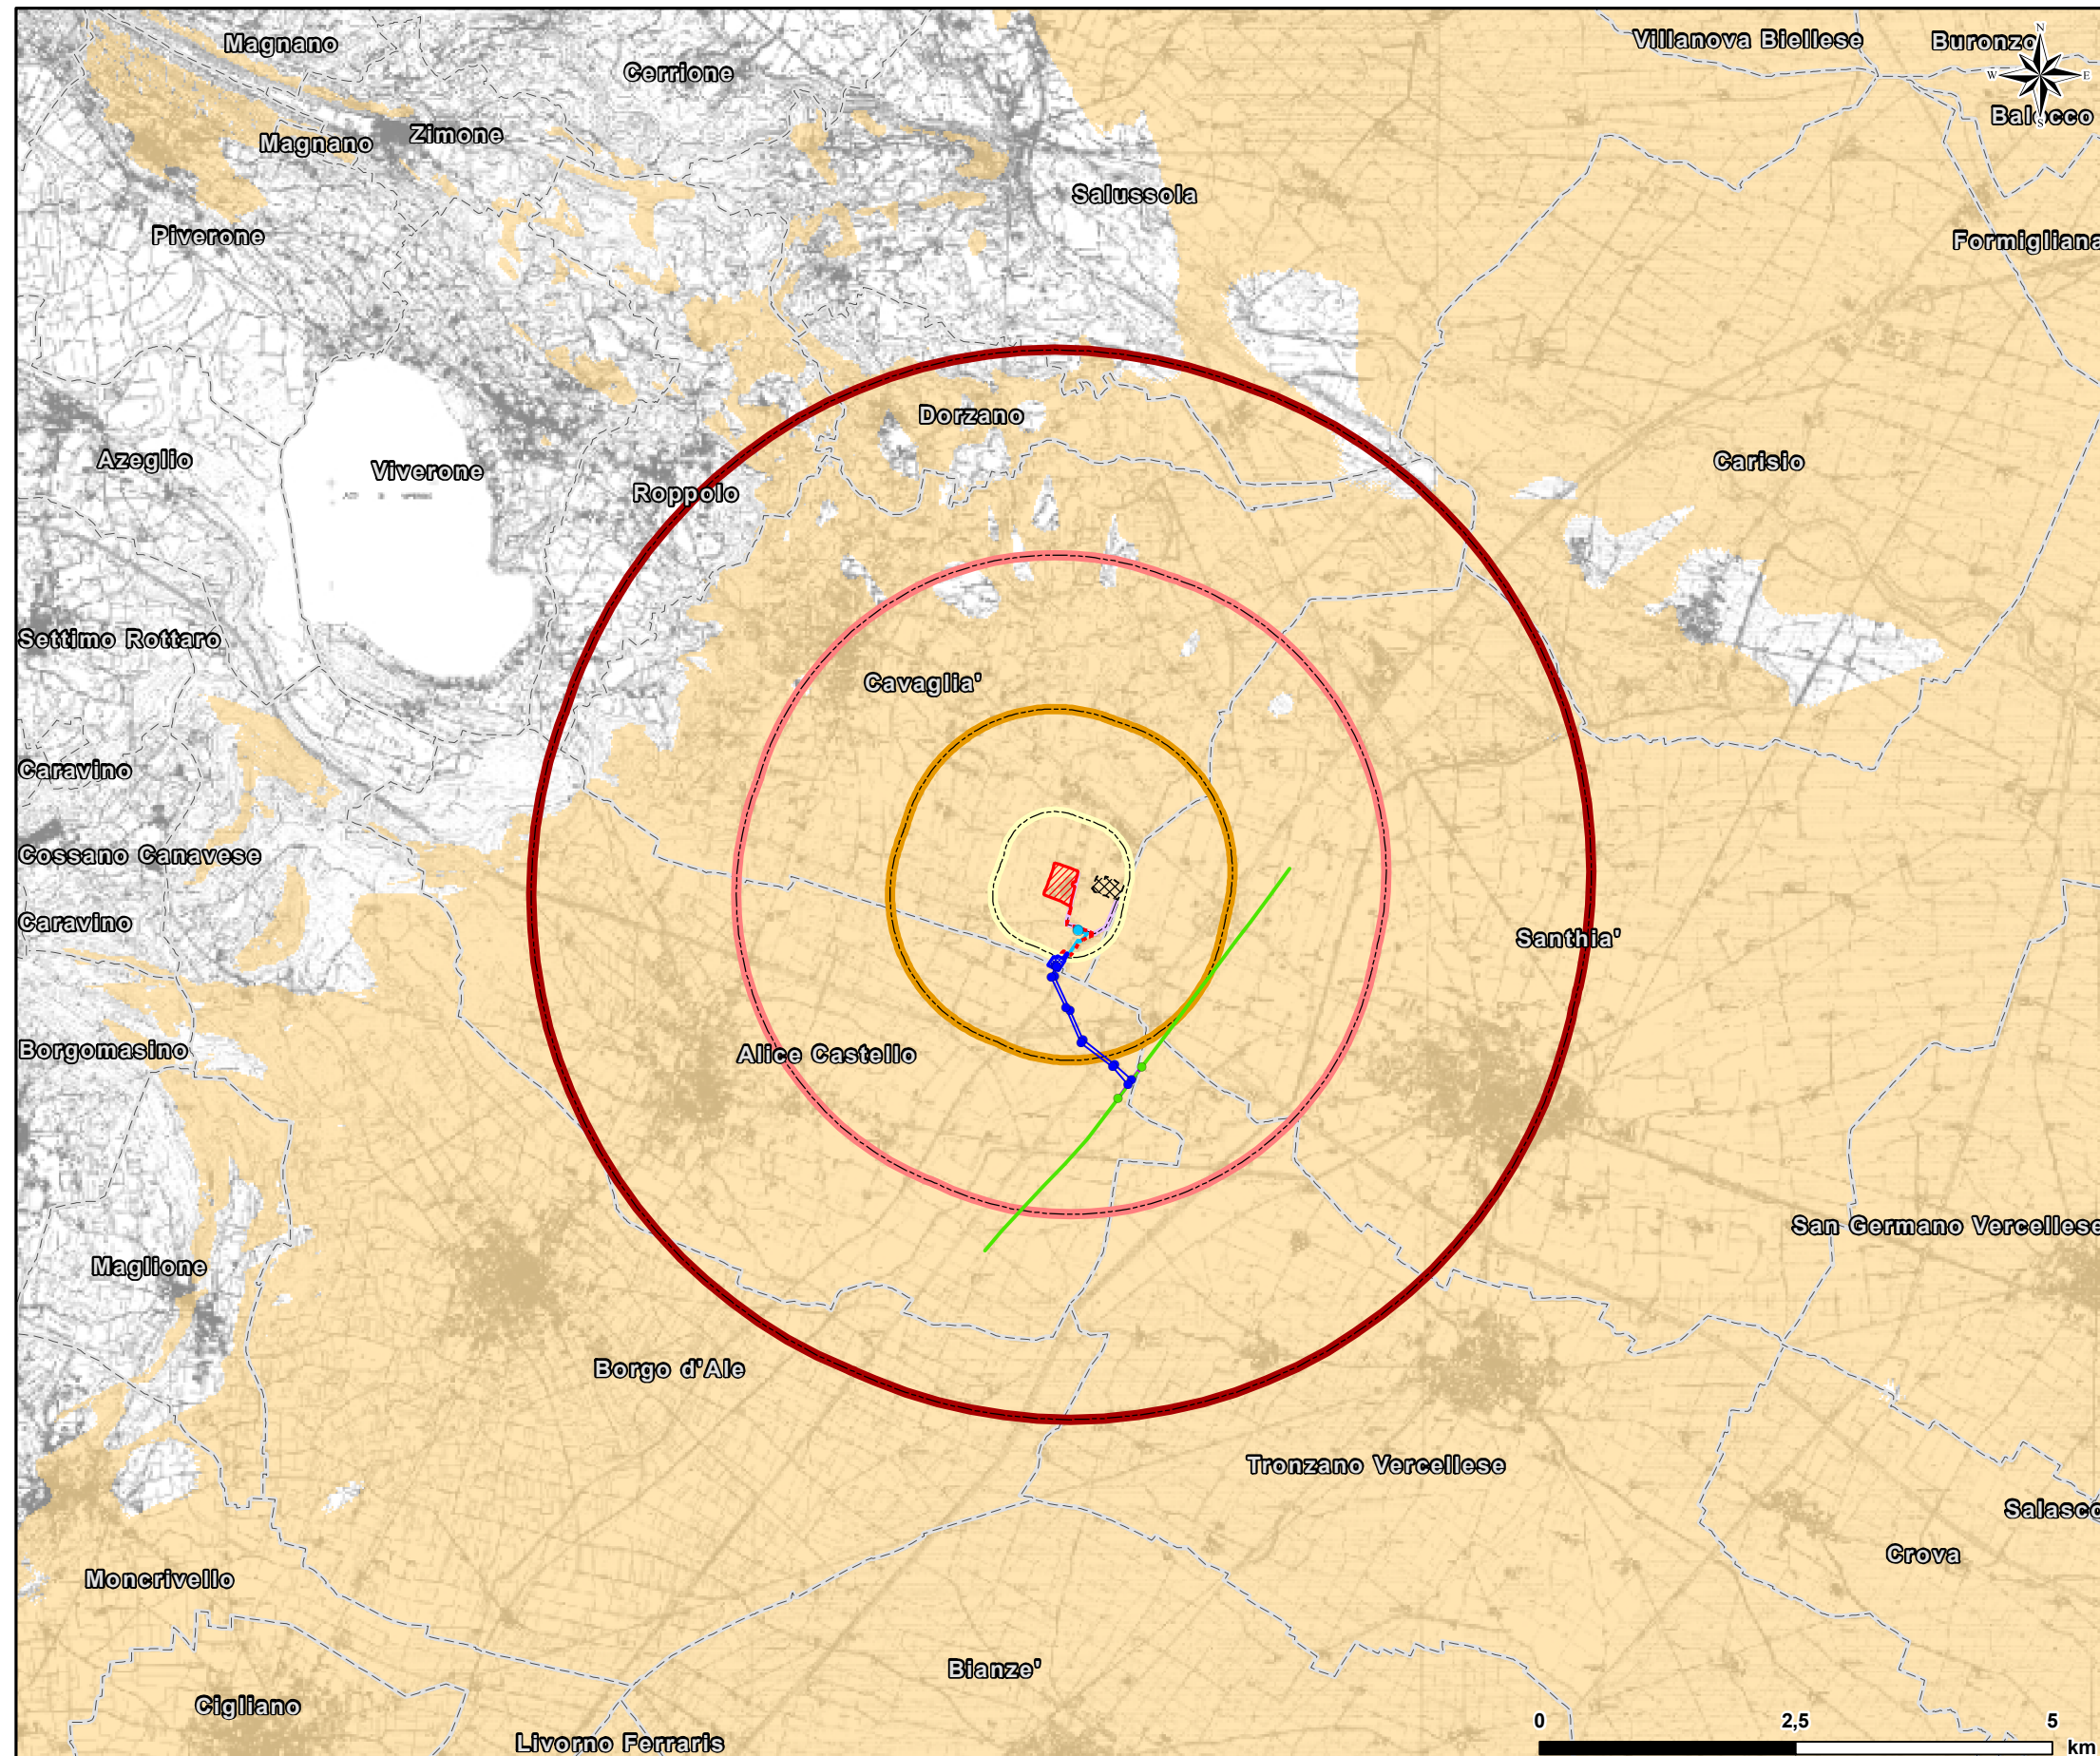 Magnano
Villanova Biellese
Buronzo
N
W
E
S
Cerrione
Balocco
Zimone
Magnano
Salussola
Piverone
Formigliana
Dorzano
Azeglio
Viverone
Carisio
Roppolo
Settimo Rottaro
Cavaglia'
Caravino
Cossano Canavese
Caravino
Santhia'
Borgomasino
Alice Castello
San Germano Vercellese
Maglione
Borgo d'Ale
Tronzano Vercellese
Salasco
Crova
Moncrivello
Bianze'
Cigliano
Livorno Ferraris
0
2,5
5
km